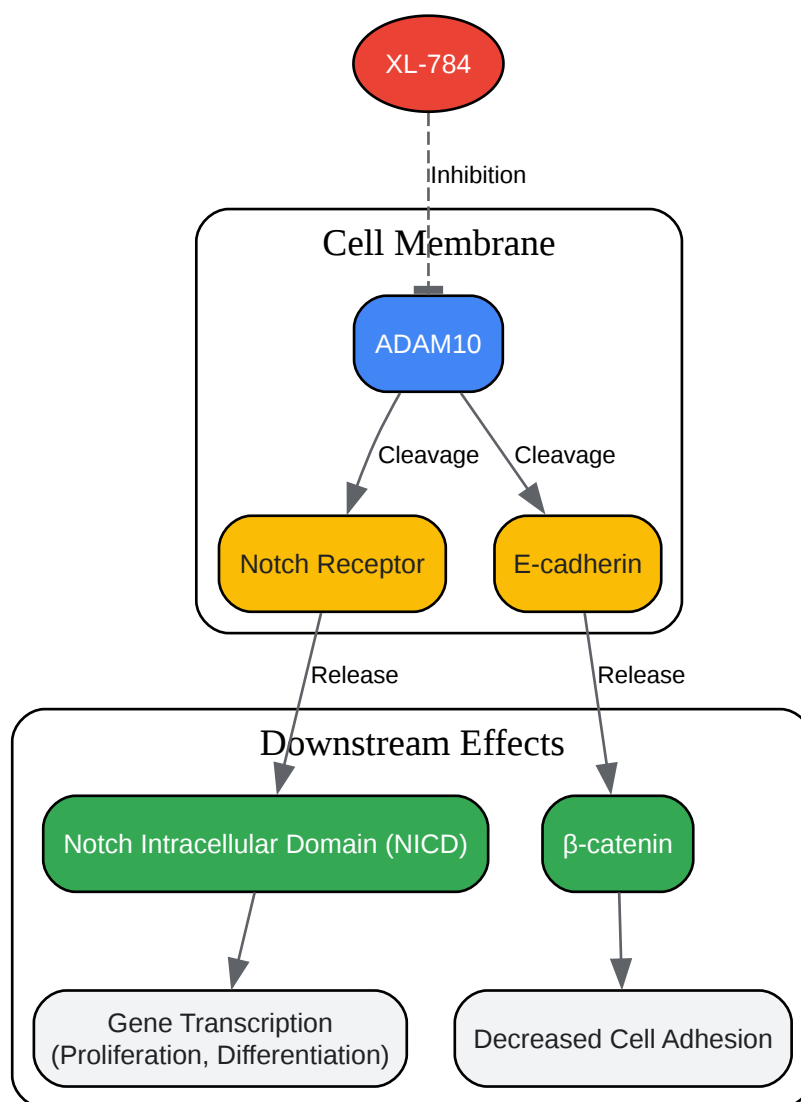 XL-784
Inhibition
Cell Membrane
ADAM10
Cleavage
Cleavage
Notch Receptor
E-cadherin
Release
Release
Downstream Effects
Notch Intracellular Domain (NICD)
β-catenin
Gene Transcription
(Proliferation, Differentiation)
Decreased Cell Adhesion